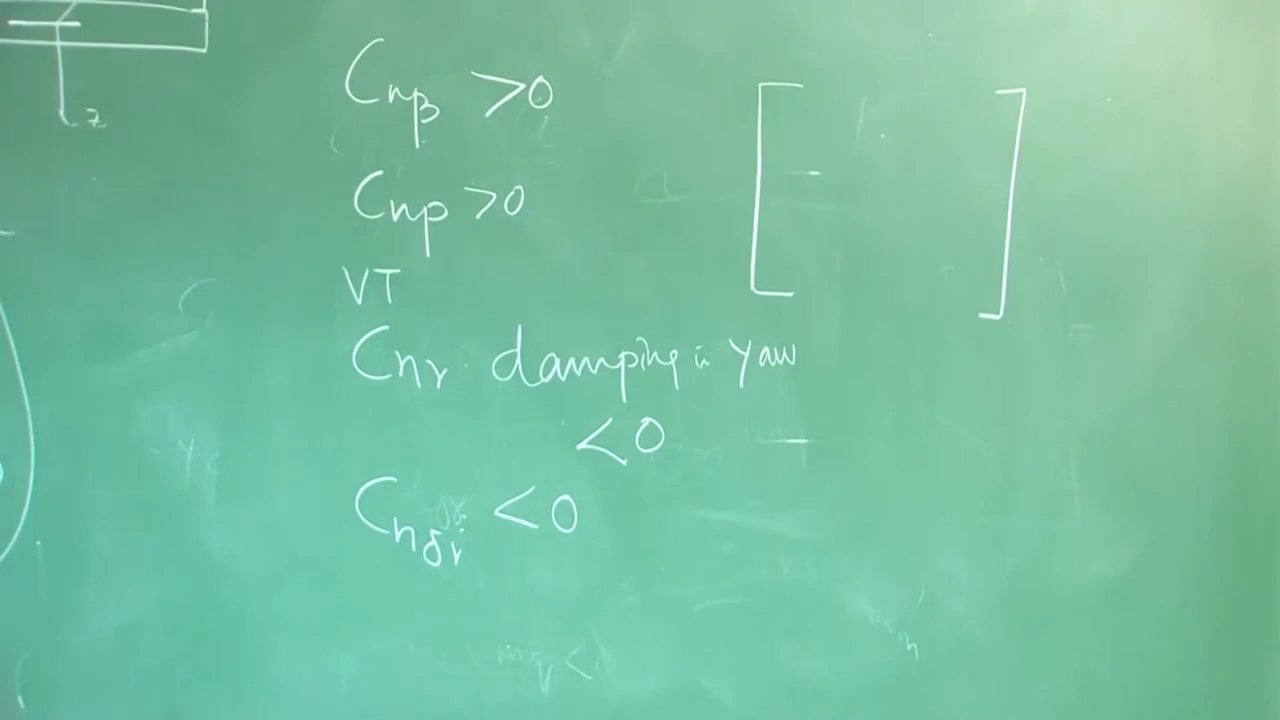 z
Cnβ >0
Cnp >0
VT
Cnr damping in yaw
<0
Cnδr <0